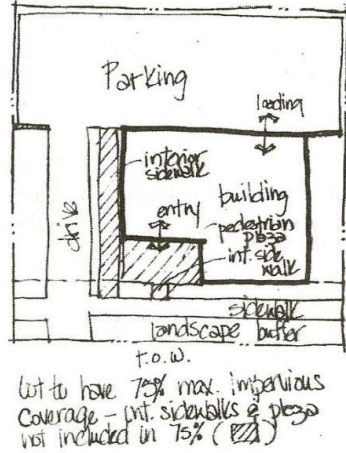 Parking
loading
interior
sidewalk
building
entry
pedestrian
plaza
int. side
walk
drive
sidewalk
landscape buffer
r.o.w.
lot to have 75% max. impervious
coverage - int. sidewalks & plaza
not included in 75% ( )